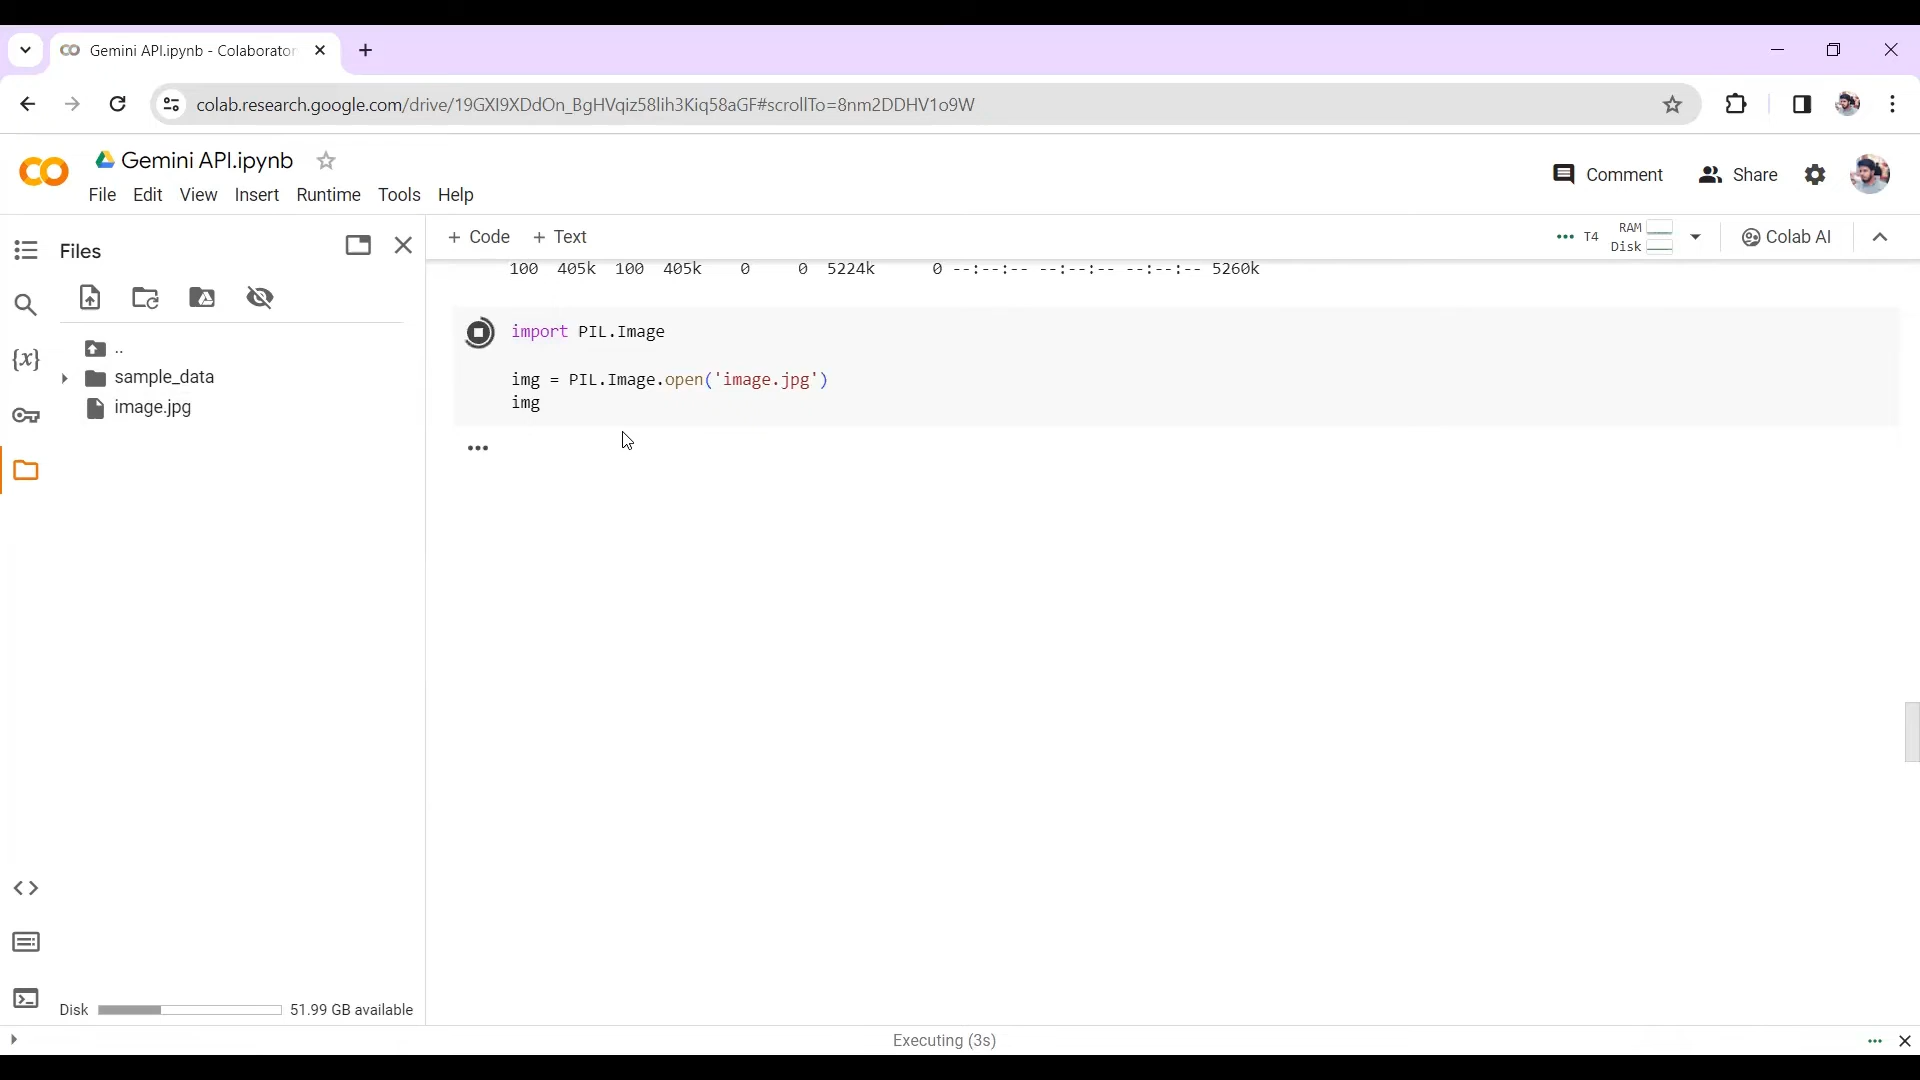 Gemini API.ipynb - Colaborator
colab.research.google.com/drive/19GXI9XDdOn_BgHVqiz58lih3Kiq58aGF#scrollTo=8nm2DDHV1o9W
Gemini API.ipynb
File Edit View Insert Runtime Tools Help
Comment Share
Files
+ Code + Text
T4 RAM Disk
Colab AI
100 405k 100 405k 0 0 5224k 0 --:--:-- --:--:-- --:--:-- 5260k
..
sample_data
image.jpg
import PIL.Image
img = PIL.Image.open('image.jpg')
img
{x}
Disk 51.99 GB available
Executing (3s)